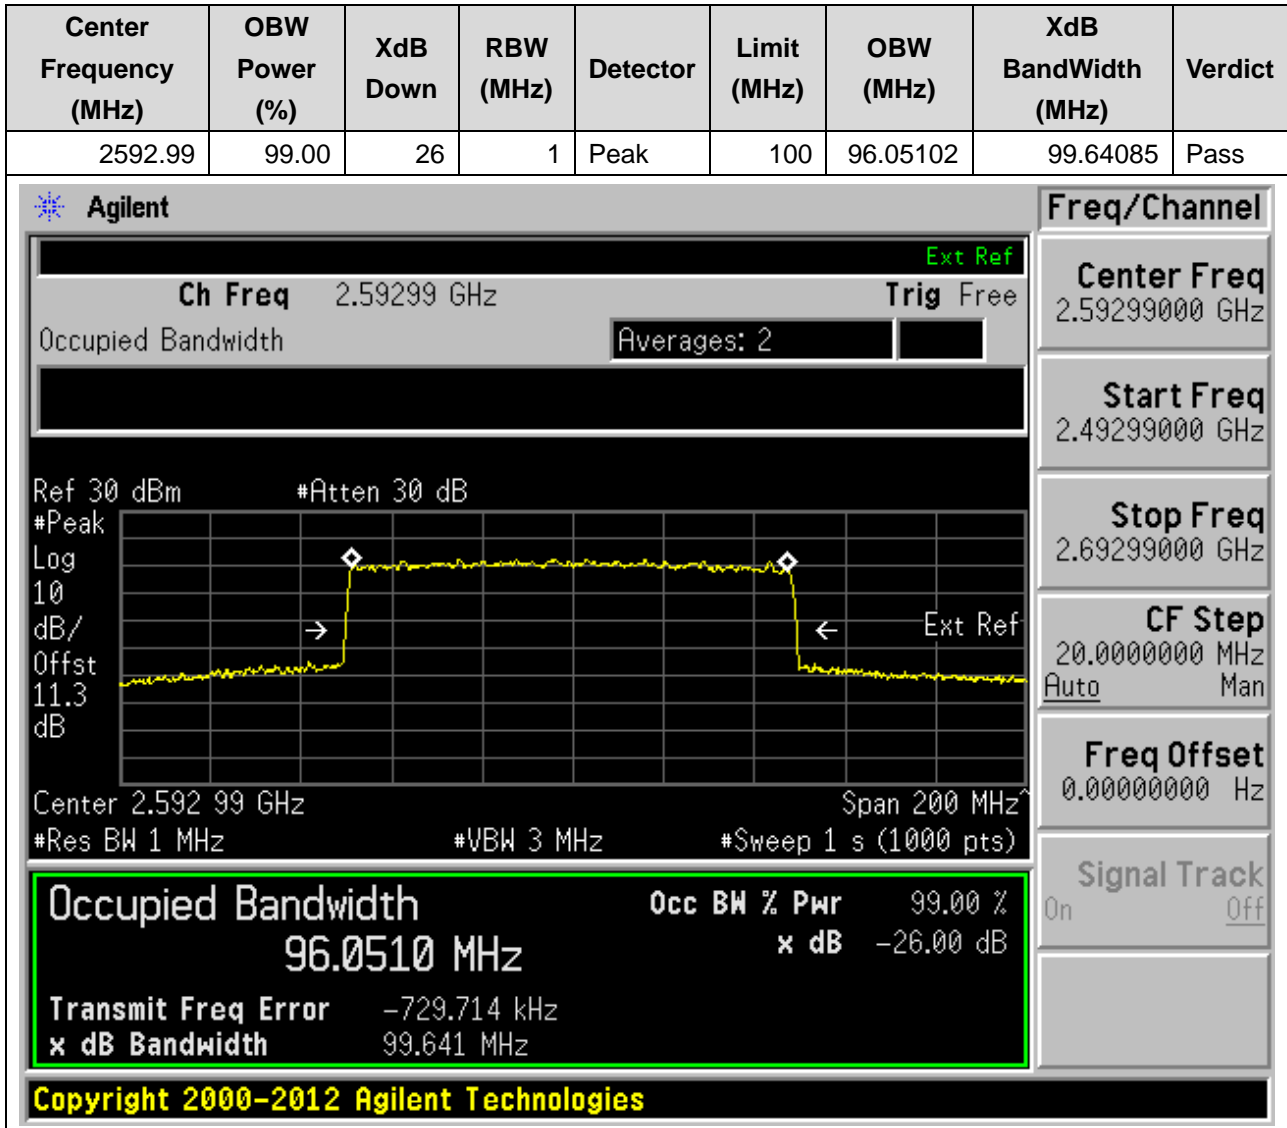 Center Frequency (MHz) OBW Power (%) XdB Down RBW (MHz) Detector Limit (MHz) OBW (MHz) XdB BandWidth (MHz) Verdict
2592.99 99.00 26 1 Peak 100 96.05102 99.64085 Pass
Agilent
Freq/Channel
Ext Ref
Ch Freq 2.59299 GHz Trig Free
Occupied Bandwidth Averages: 2
Ref 30 dBm #Atten 30 dB
#Peak
Log
10
dB/
Offst
11.3
dB
Ext Ref
Center 2.592 99 GHz Span 200 MHz^
#Res BW 1 MHz #VBW 3 MHz #Sweep 1 s (1000 pts)
Occupied Bandwidth
96.0510 MHz
Occ BW % Pwr 99.00 %
x dB -26.00 dB
Transmit Freq Error -729.714 kHz
x dB Bandwidth 99.641 MHz
Center Freq
2.59299000 GHz
Start Freq
2.49299000 GHz
Stop Freq
2.69299000 GHz
CF Step
20.0000000 MHz
Auto Man
Freq Offset
0.00000000 Hz
Signal Track
On Off
Copyright 2000-2012 Agilent Technologies